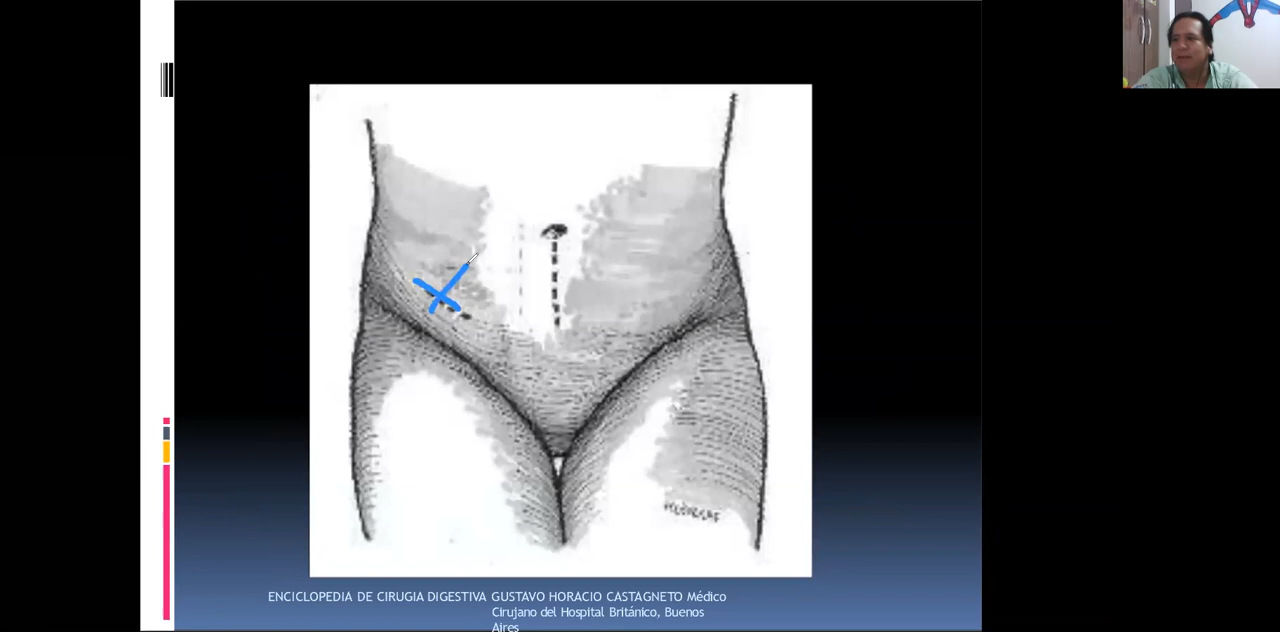 ENCICLOPEDIA DE CIRUGIA DIGESTIVA GUSTAVO HORACIO CASTAGNETO Médico
Cirujano del Hospital Británico, Buenos
Aires